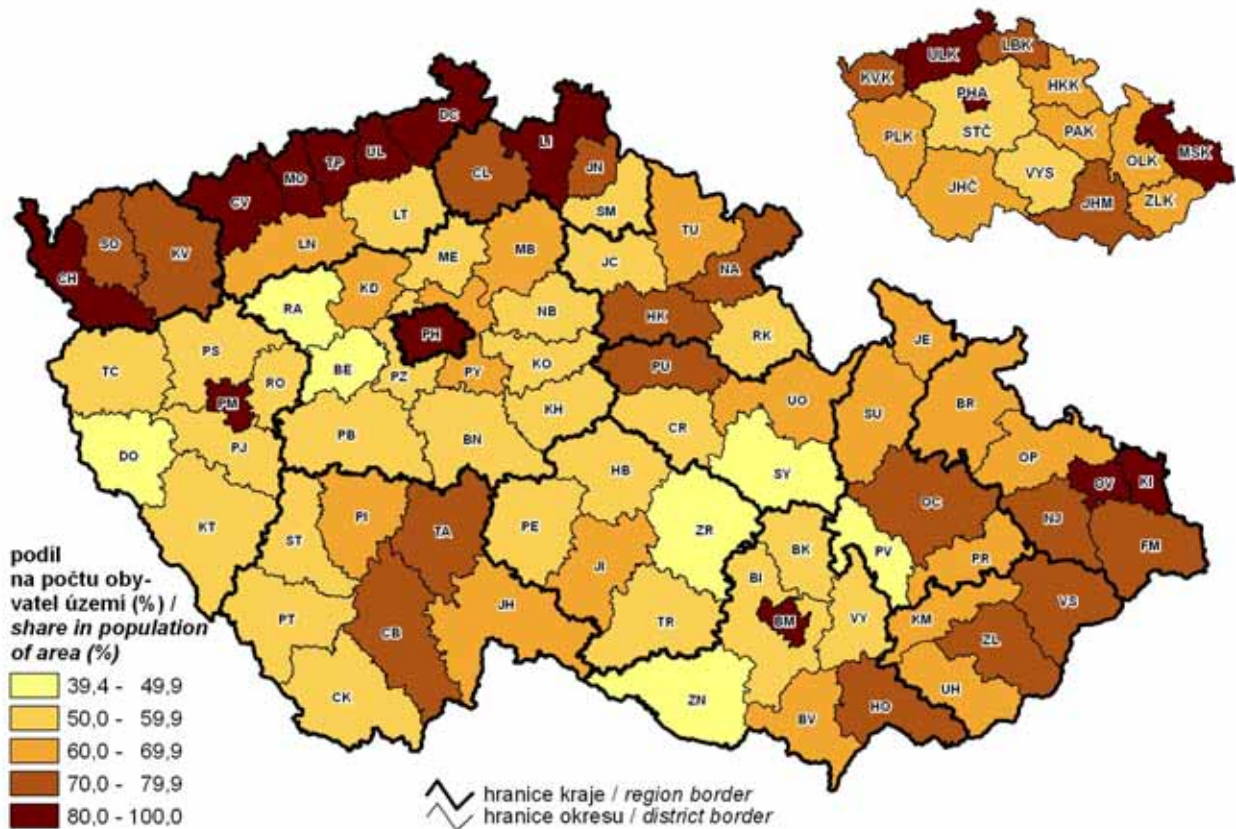 ULK LBK
KVK HKK
PHA
PLK STČ PAK MSK
OLK
JHČ VYS JHM ZLK
DC
LI
MO TP UL
CV CL JN
LT SM
CH SO KV LN TU
ME MB JC NA
RA KD
PH NB HK RK
TC PS RO BE PZ PY KO PU JE
PM KH UO SU BR
DO PJ PB BN CR OP
HB SY OV KI
KT ST PI TA PE ZR OC NJ FM
JI BK PV PR
BI
PT CB JH TR BM VY KM VS
ZL
CK ZN BV HO UH
podíl
na počtu oby-
vatel území (%) /
share in population
of area (%)
39,4 - 49,9
50,0 - 59,9
60,0 - 69,9
70,0 - 79,9
80,0 - 100,0
hranice kraje / region border
hranice okresu / district border